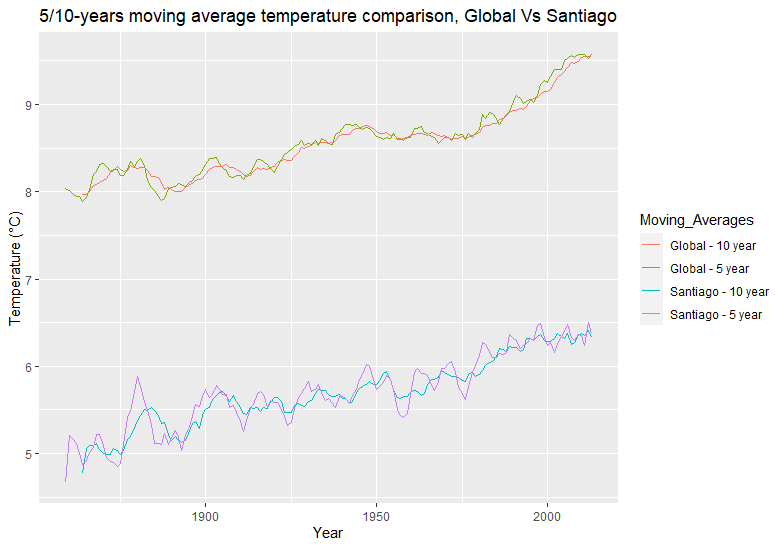 5/10-years moving average temperature comparison, Global Vs Santiago
Temperature (°C)
9
8
7
6
5
1900
1950
2000
Year
Moving_Averages
Global - 10 year
Global - 5 year
Santiago - 10 year
Santiago - 5 year